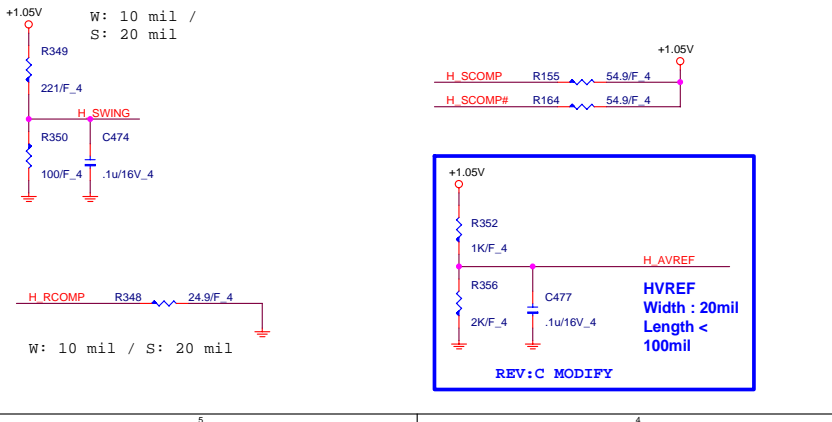 +1.05V
W: 10 mil /
S: 20 mil
R349
221/F_4
H_SWING
R350
C474
100/F_4
.1u/16V_4
+1.05V
H_SCOMP R155 54.9/F_4
H_SCOMP# R164 54.9/F_4
+1.05V
R352
1K/F_4
H_AVREF
R356
C477
2K/F_4
.1u/16V_4
HVREF
Width : 20mil
Length <
100mil
REV:C MODIFY
H_RCOMP R348 24.9/F_4
W: 10 mil / S: 20 mil
5
4